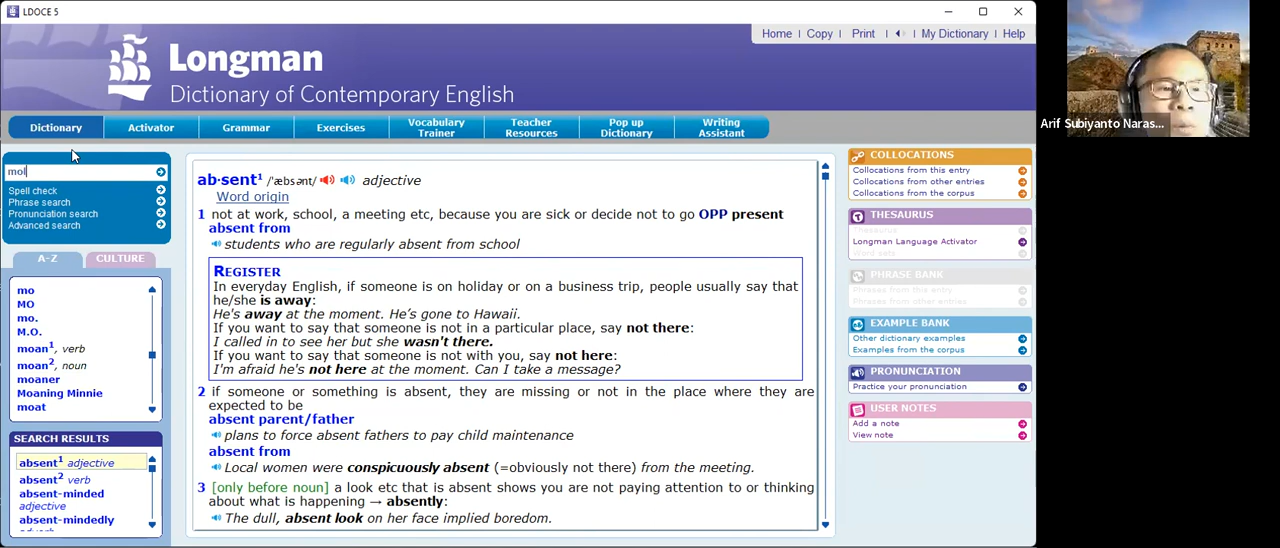 LDOCE 5
Home | Copy | Print | My Dictionary | Help
Longman
Dictionary of Contemporary English
Dictionary
Activator
Grammar
Exercises
Vocabulary
Trainer
Teacher
Resources
Pop up
Dictionary
Writing
Assistant
mol
Spell check
Phrase search
Pronunciation search
Advanced search
A-Z
CULTURE
mo
MO
mo.
M.O.
moan1, verb
moan2, noun
moaner
Moaning Minnie
moat
SEARCH RESULTS
absent1 adjective
absent2 verb
absent-minded
adjective
absent-mindedly
adverb
ab·sent1 /ˈæbsənt/ adjective
Word origin
1 not at work, school, a meeting etc, because you are sick or decide not to go OPP present
absent from
students who are regularly absent from school
REGISTER
In everyday English, if someone is on holiday or on a business trip, people usually say that
he/she is away:
He's away at the moment. He's gone to Hawaii.
If you want to say that someone is not in a particular place, say not there:
I called in to see her but she wasn't there.
If you want to say that someone is not with you, say not here:
I'm afraid he's not here at the moment. Can I take a message?
2 if someone or something is absent, they are missing or not in the place where they are
expected to be
absent parent/father
plans to force absent fathers to pay child maintenance
absent from
Local women were conspicuously absent (=obviously not there) from the meeting.
3 [only before noun] a look etc that is absent shows you are not paying attention to or thinking
about what is happening → absently:
The dull, absent look on her face implied boredom.
COLLOCATIONS
Collocations from this entry
Collocations from other entries
Collocations from the corpus
THESAURUS
Thesaurus
Longman Language Activator
Word sets
PHRASE BANK
Phrases from this entry
Phrases from other entries
EXAMPLE BANK
Other dictionary examples
Examples from the corpus
PRONUNCIATION
Practice your pronunciation
USER NOTES
Add a note
View note
Arif Subiyanto Naras...